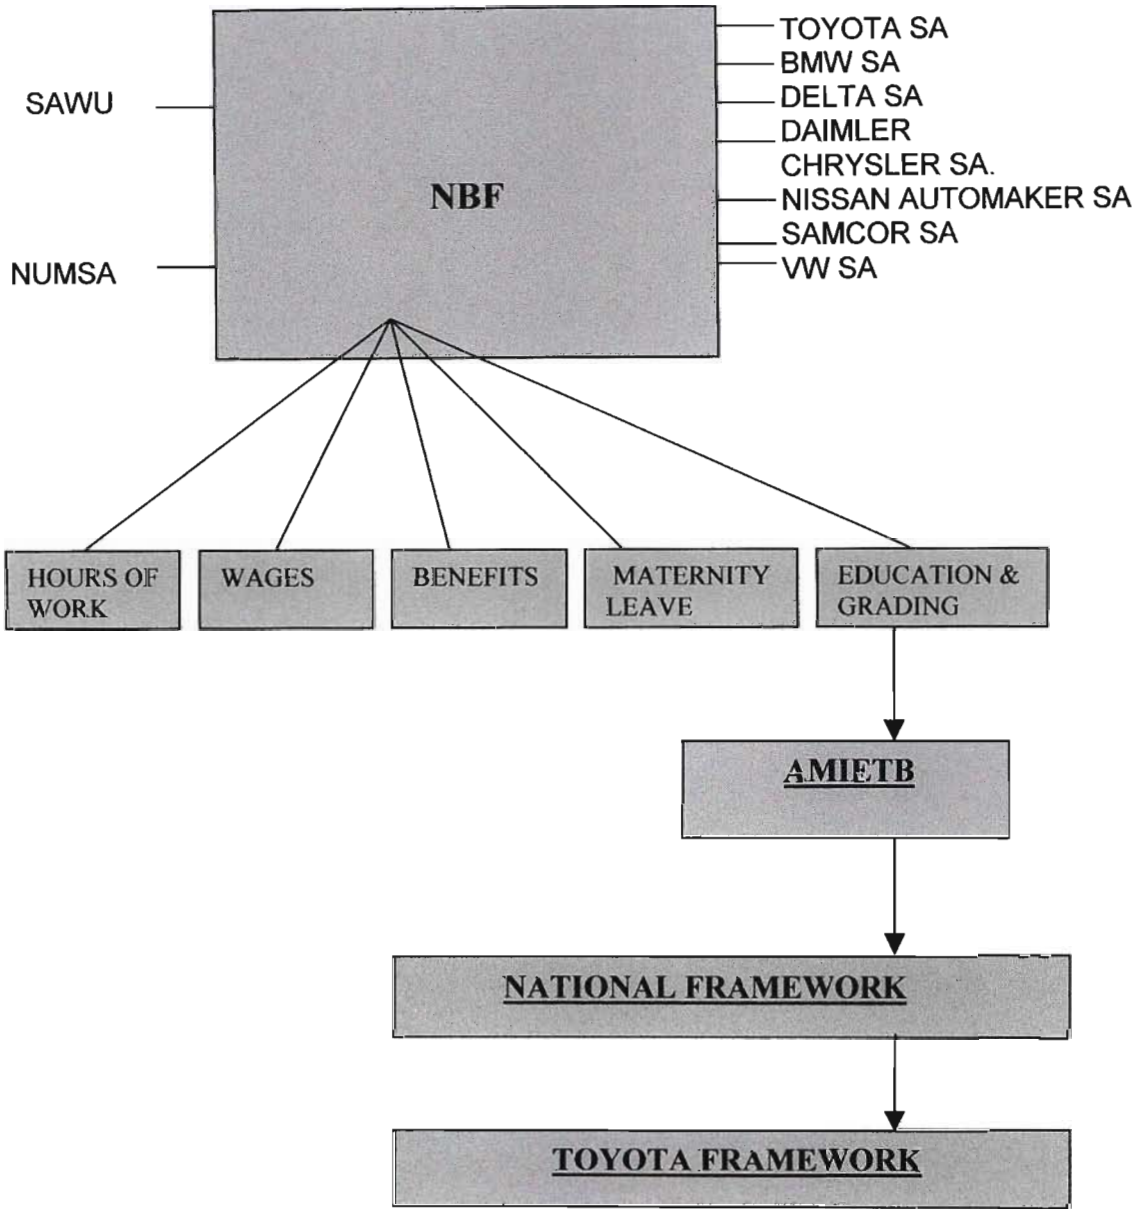 TOYOTA SA
BMW SA
DELTA SA
DAIMLER
CHRYSLER SA.
NISSAN AUTOMAKER SA
SAMCOR SA
VW SA
SAWU
NUMSA
NBF
HOURS OF
WORK
WAGES
BENEFITS
MATERNITY
LEAVE
EDUCATION &
GRADING
AMIETB
NATIONAL FRAMEWORK
TOYOTA FRAMEWORK